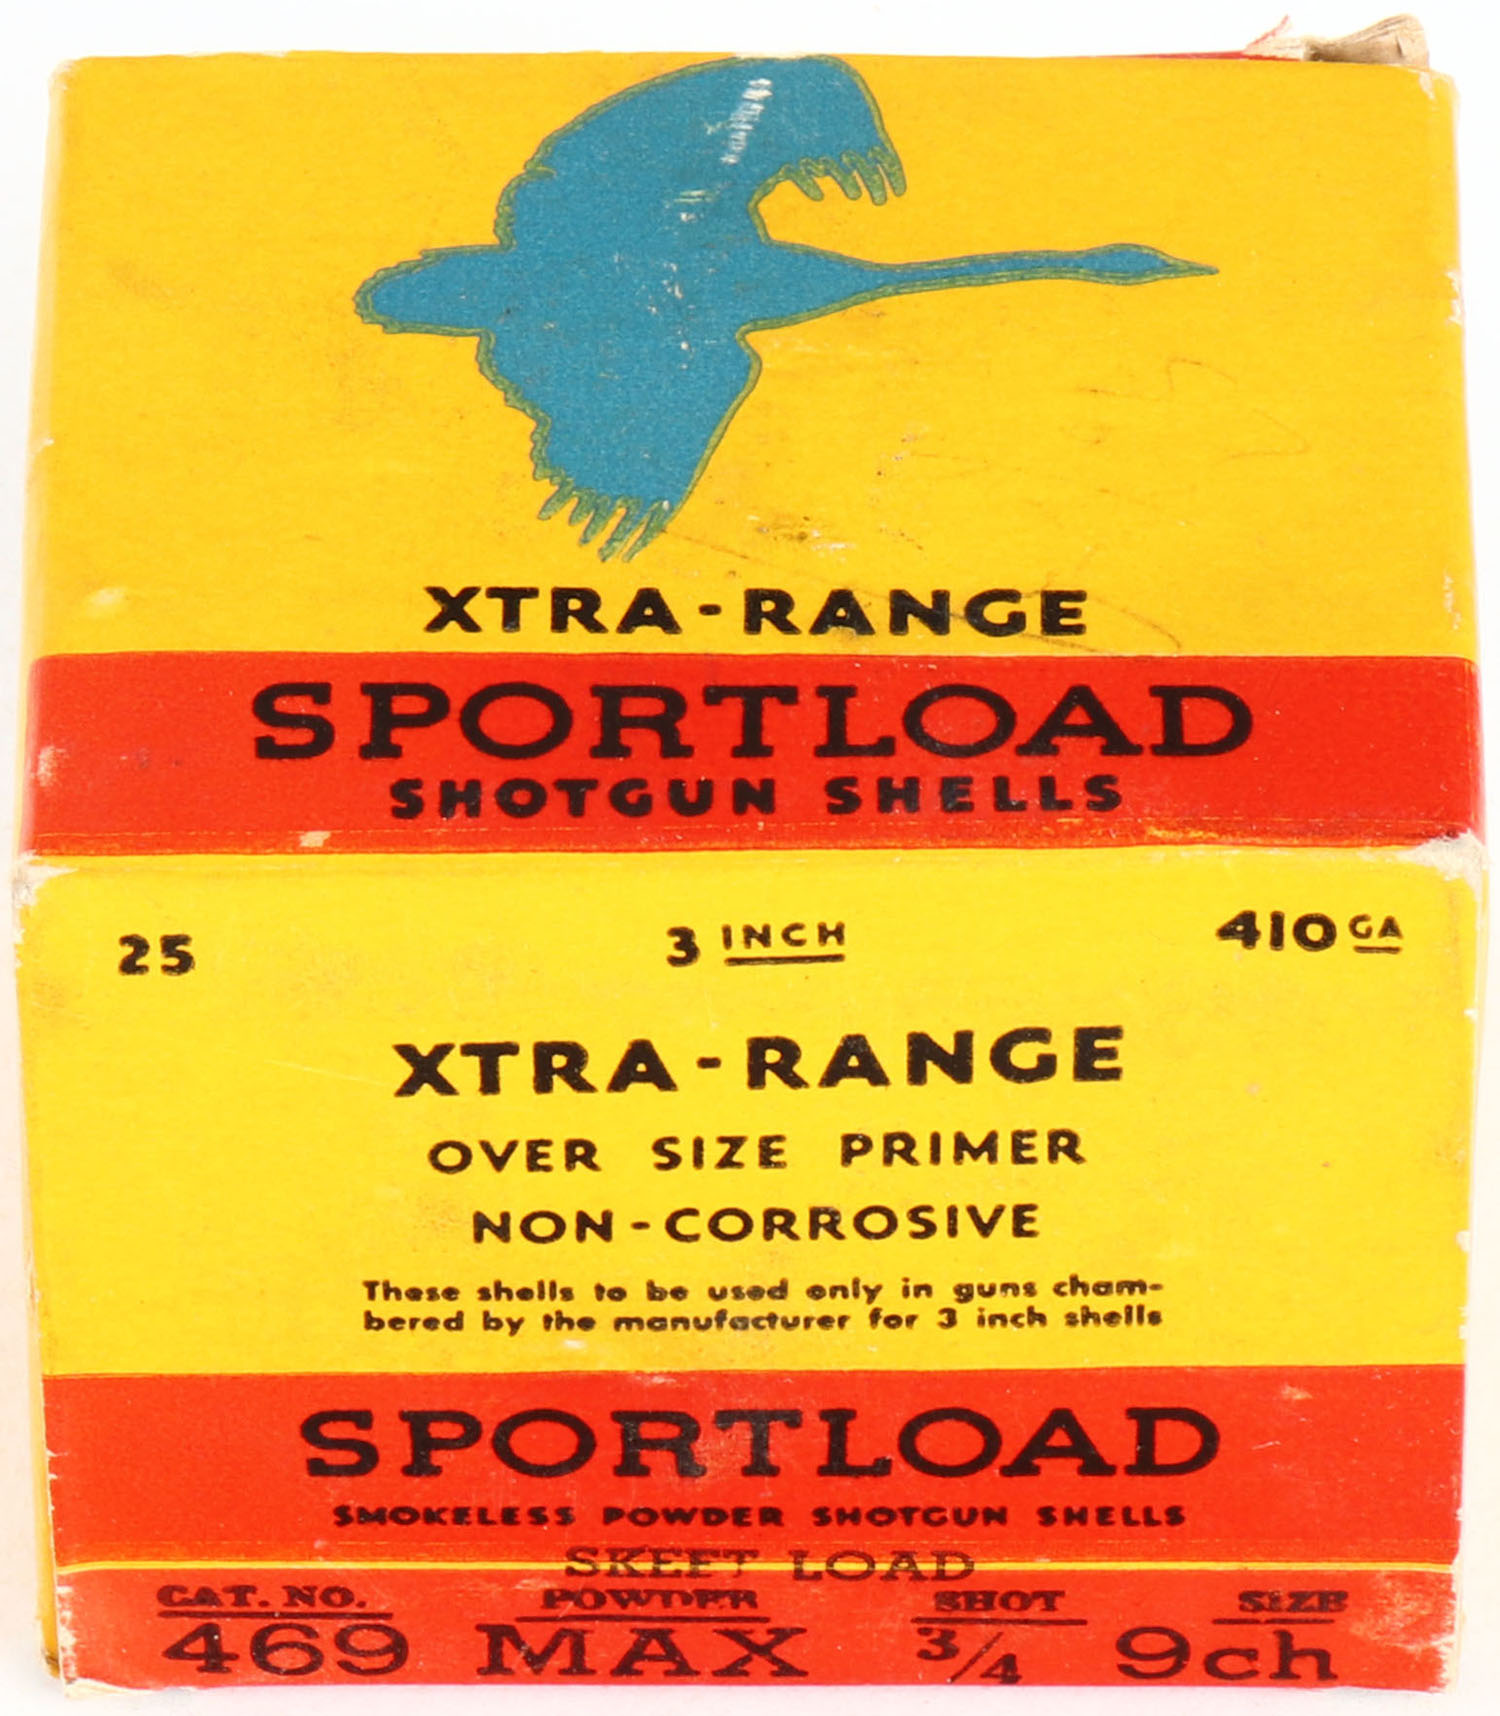 XTRA-RANGE
SPORTLOAD
SHOTGUN SHELLS
25 3 INCH 410 GA
XTRA-RANGE
OVER SIZE PRIMER
NON-CORROSIVE
These shells to be used only in guns cham-
bered by the manufacturer for 3 inch shells
SPORTLOAD
SMOKELESS POWDER SHOTGUN SHELLS
SKEET LOAD
CAT. NO. POWDER SHOT SIZE
469 MAX 3/4 9ch